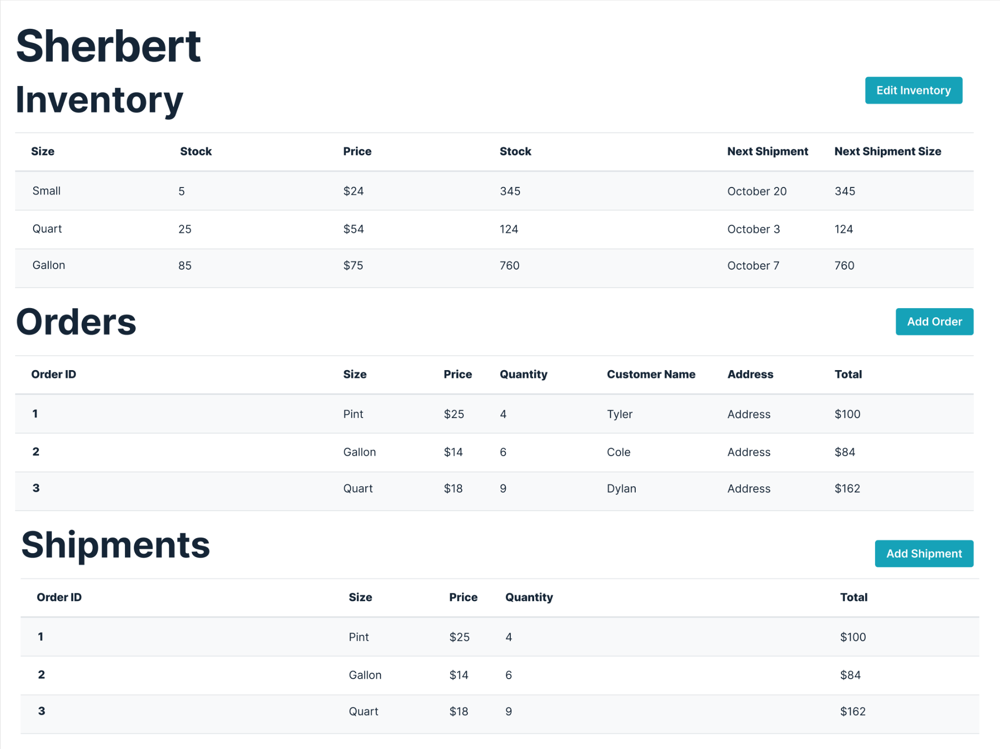 Sherbert
Inventory
Edit Inventory
Size Stock Price Stock Next Shipment Next Shipment Size
Small 5 $24 345 October 20 345
Quart 25 $54 124 October 3 124
Gallon 85 $75 760 October 7 760
Orders
Add Order
Order ID Size Price Quantity Customer Name Address Total
1 Pint $25 4 Tyler Address $100
2 Gallon $14 6 Cole Address $84
3 Quart $18 9 Dylan Address $162
Shipments
Add Shipment
Order ID Size Price Quantity Total
1 Pint $25 4 $100
2 Gallon $14 6 $84
3 Quart $18 9 $162